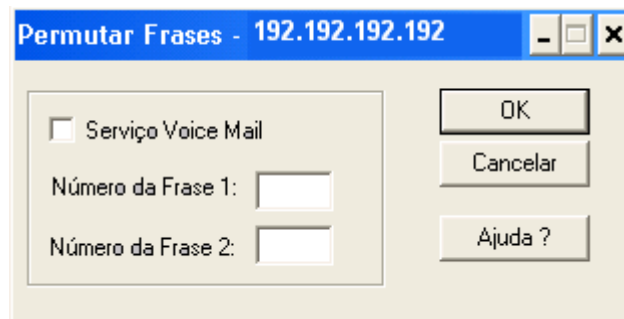 Permutar Frases - 192.192.192.192
Serviço Voice Mail
Número da Frase 1:
Número da Frase 2:
OK
Cancelar
Ajuda ?